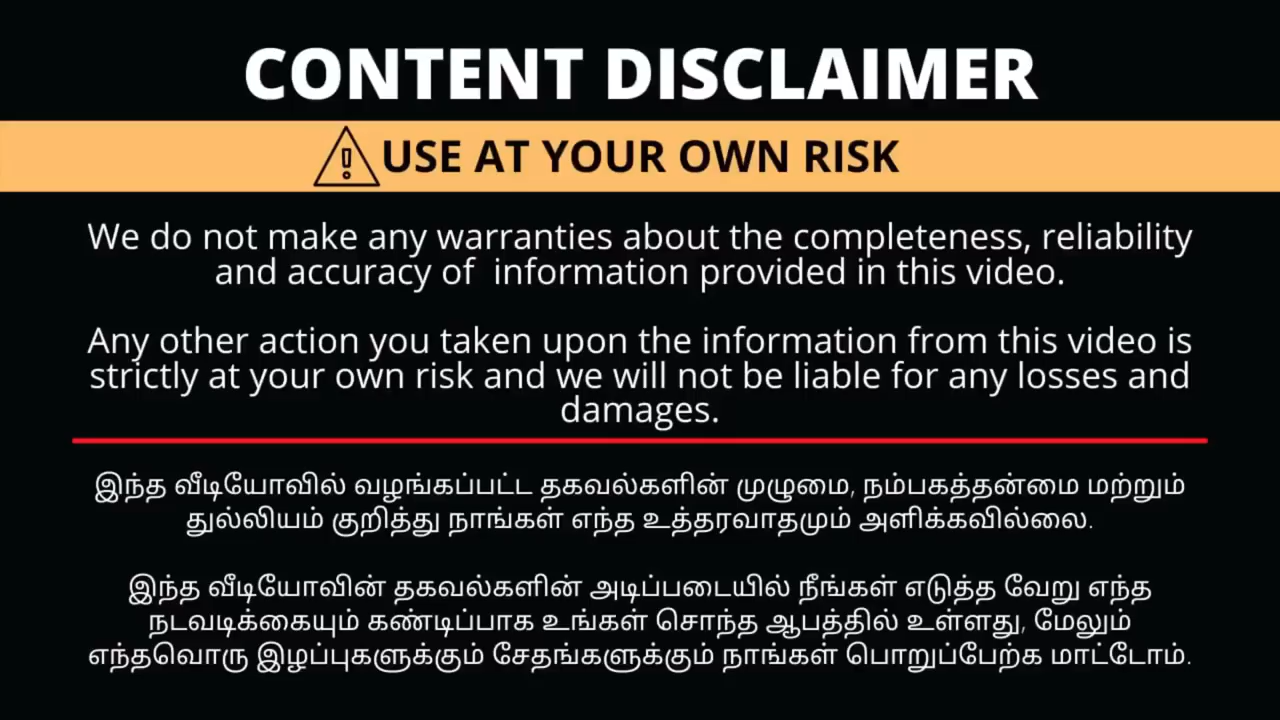 CONTENT DISCLAIMER
USE AT YOUR OWN RISK
We do not make any warranties about the completeness, reliability
and accuracy of information provided in this video.
Any other action you taken upon the information from this video is
strictly at your own risk and we will not be liable for any losses and
damages.
இந்த வீடியோவில் வழங்கப்பட்ட தகவல்களின் முழுமை, நம்பகத்தன்மை மற்றும்
துல்லியம் குறித்து நாங்கள் எந்த உத்தரவாதமும் அளிக்கவில்லை.
இந்த வீடியோவின் தகவல்களின் அடிப்படையில் நீங்கள் எடுத்த வேறு எந்த
நடவடிக்கையும் கண்டிப்பாக உங்கள் சொந்த ஆபத்தில் உள்ளது, மேலும்
எந்தவொரு இழப்புகளுக்கும் சேதங்களுக்கும் நாங்கள் பொறுப்பேற்க மாட்டோம்.